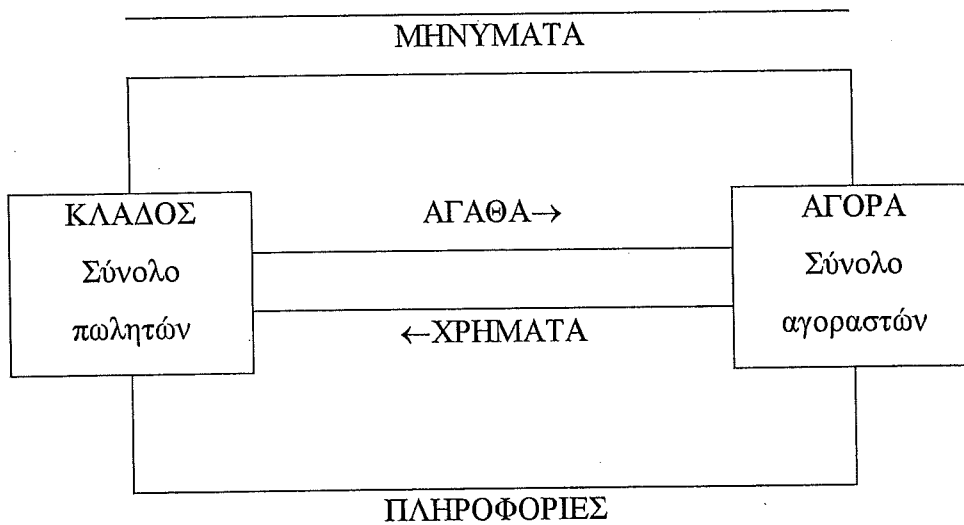 ΜΗΝΥΜΑΤΑ
ΚΛΑΔΟΣ
Σύνολο
πωλητών
ΑΓΑΘΑ→
←ΧΡΗΜΑΤΑ
ΑΓΟΡΑ
Σύνολο
αγοραστών
ΠΛΗΡΟΦΟΡΙΕΣ